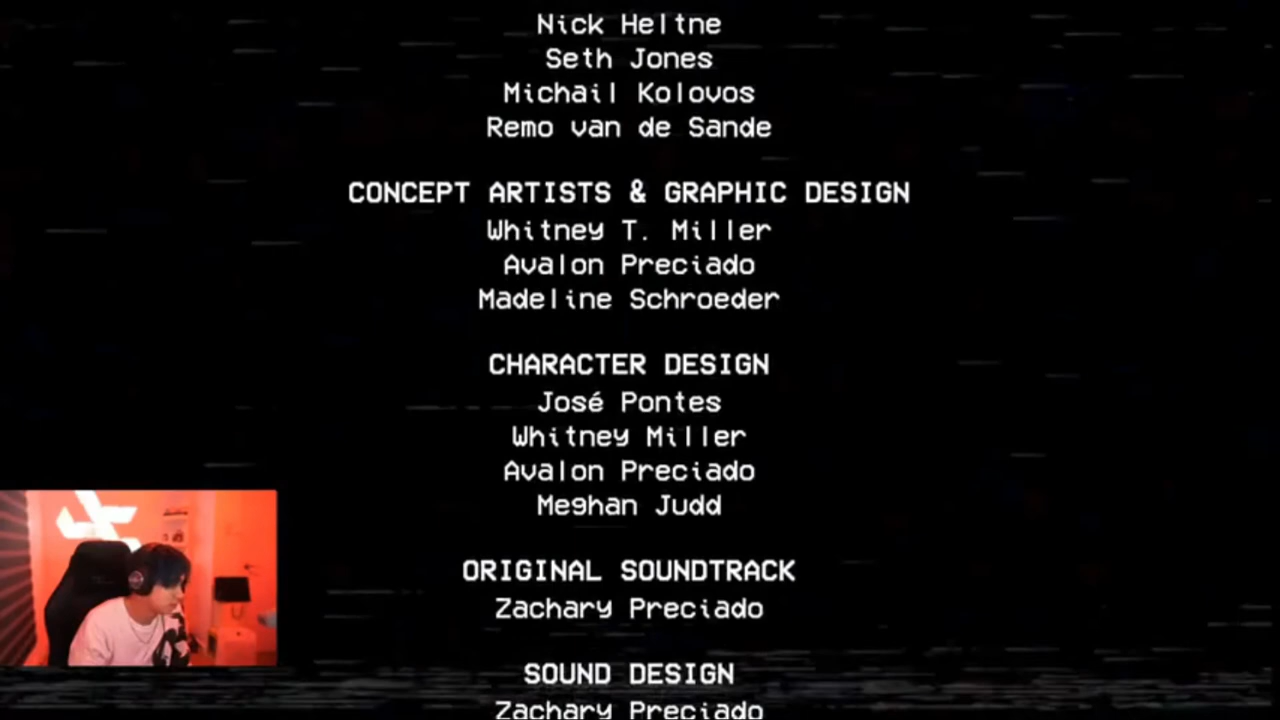 Nick Heltne
Seth Jones
Michail Kolovos
Remo van de Sande
CONCEPT ARTISTS & GRAPHIC DESIGN
Whitney T. Miller
Avalon Preciado
Madeline Schroeder
CHARACTER DESIGN
José Pontes
Whitney Miller
Avalon Preciado
Meghan Judd
ORIGINAL SOUNDTRACK
Zachary Preciado
SOUND DESIGN
Zachary Preciado